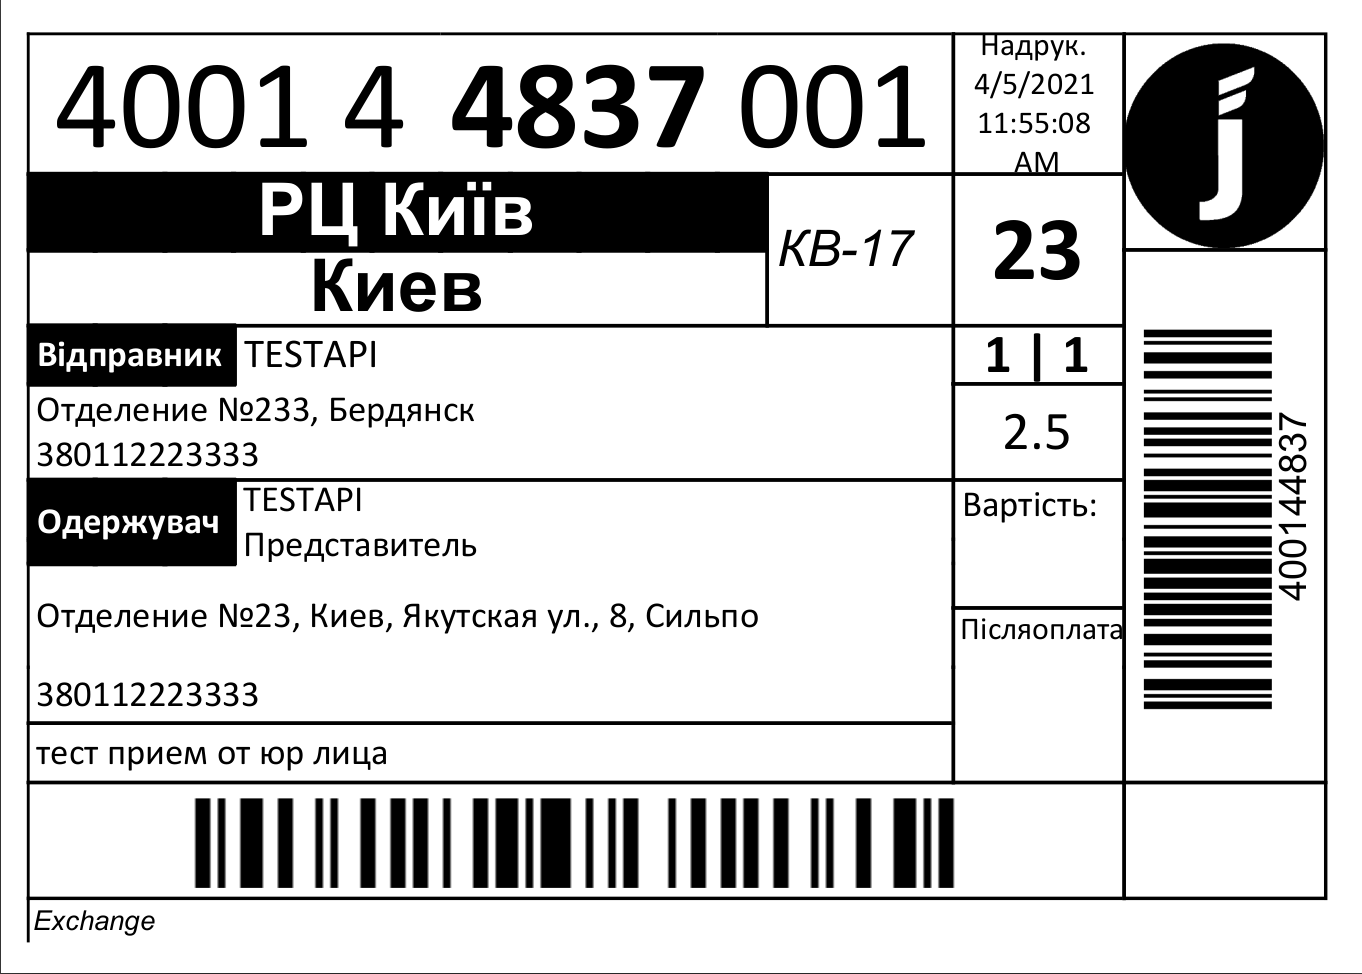 4001 4 4837 001
Надрук.
4/5/2021
11:55:08
AM
РЦ Київ
Киев
КВ-17
23
Відправник TESTAPI
1 | 1
Отделение №233, Бердянск
380112223333
2.5
Одержувач
TESTAPI
Представитель
Вартість:
Отделение №23, Киев, Якутская ул., 8, Сильпо
Післяоплата
380112223333
тест прием от юр лица
400144837
Exchange